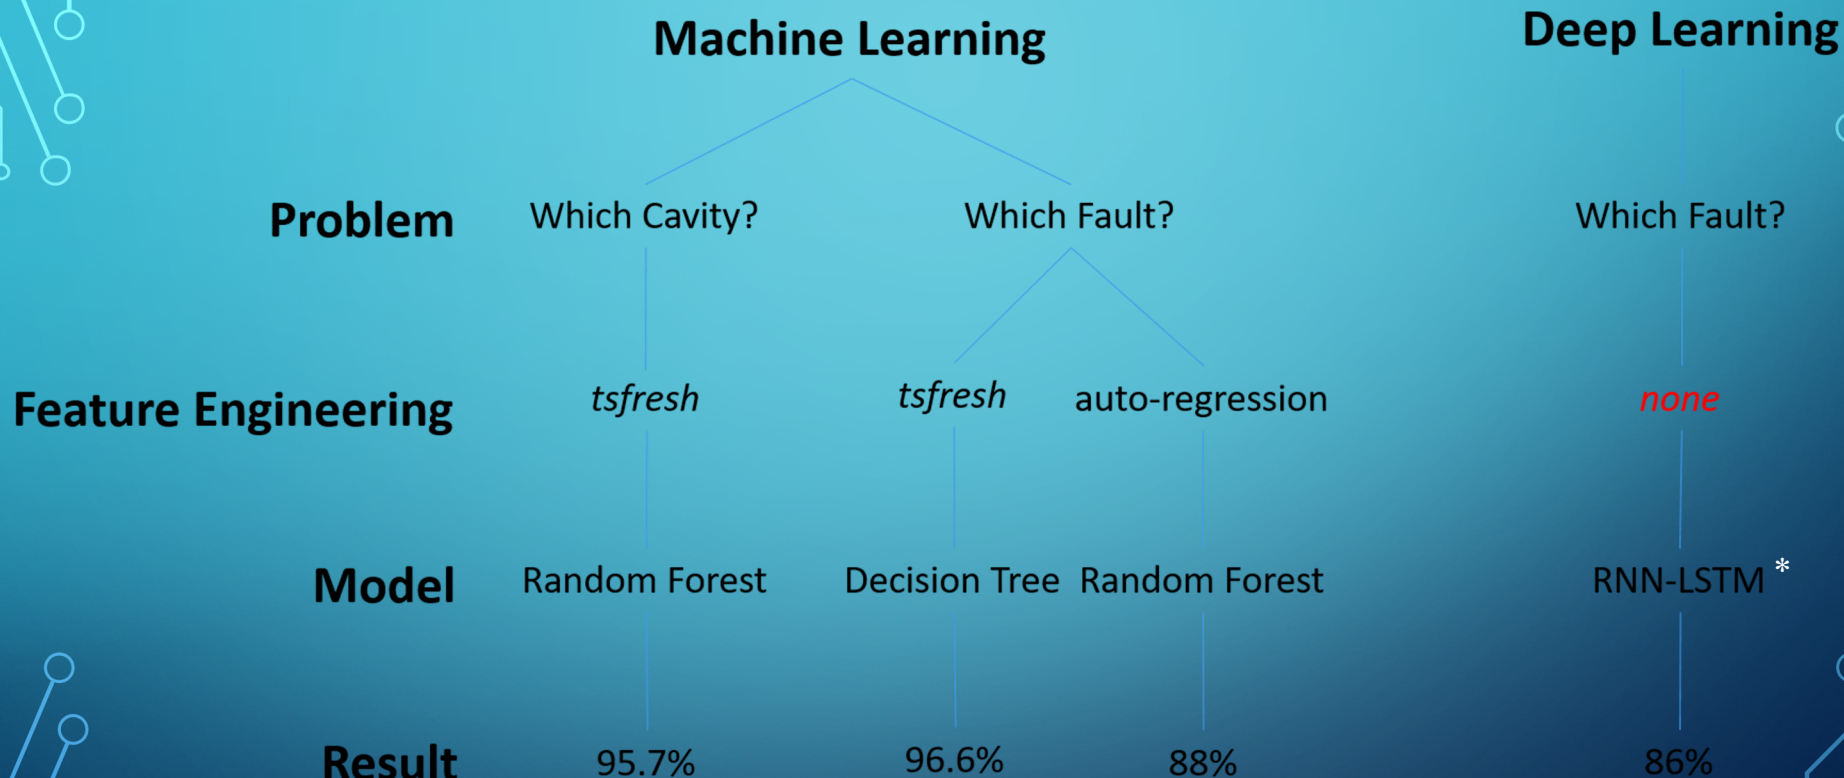 Machine Learning
Deep Learning
Problem Which Cavity? Which Fault? Which Fault?
Feature Engineering tsfresh tsfresh auto-regression none
Model Random Forest Decision Tree Random Forest RNN-LSTM *
Result 95.7% 96.6% 88% 86%